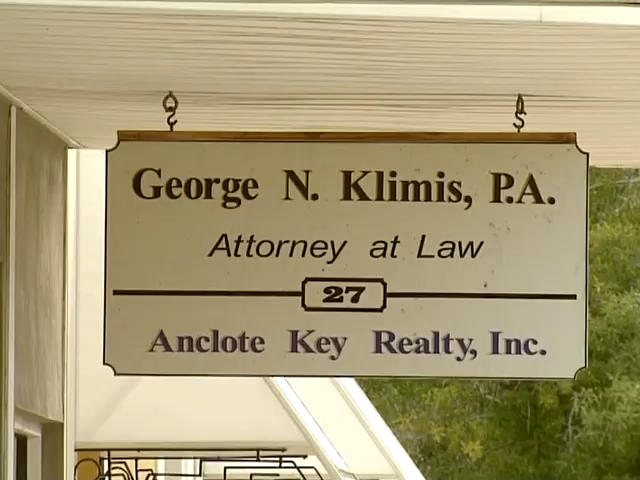 George N. Klimis, P.A.
Attorney at Law
27
Anclote Key Realty, Inc.